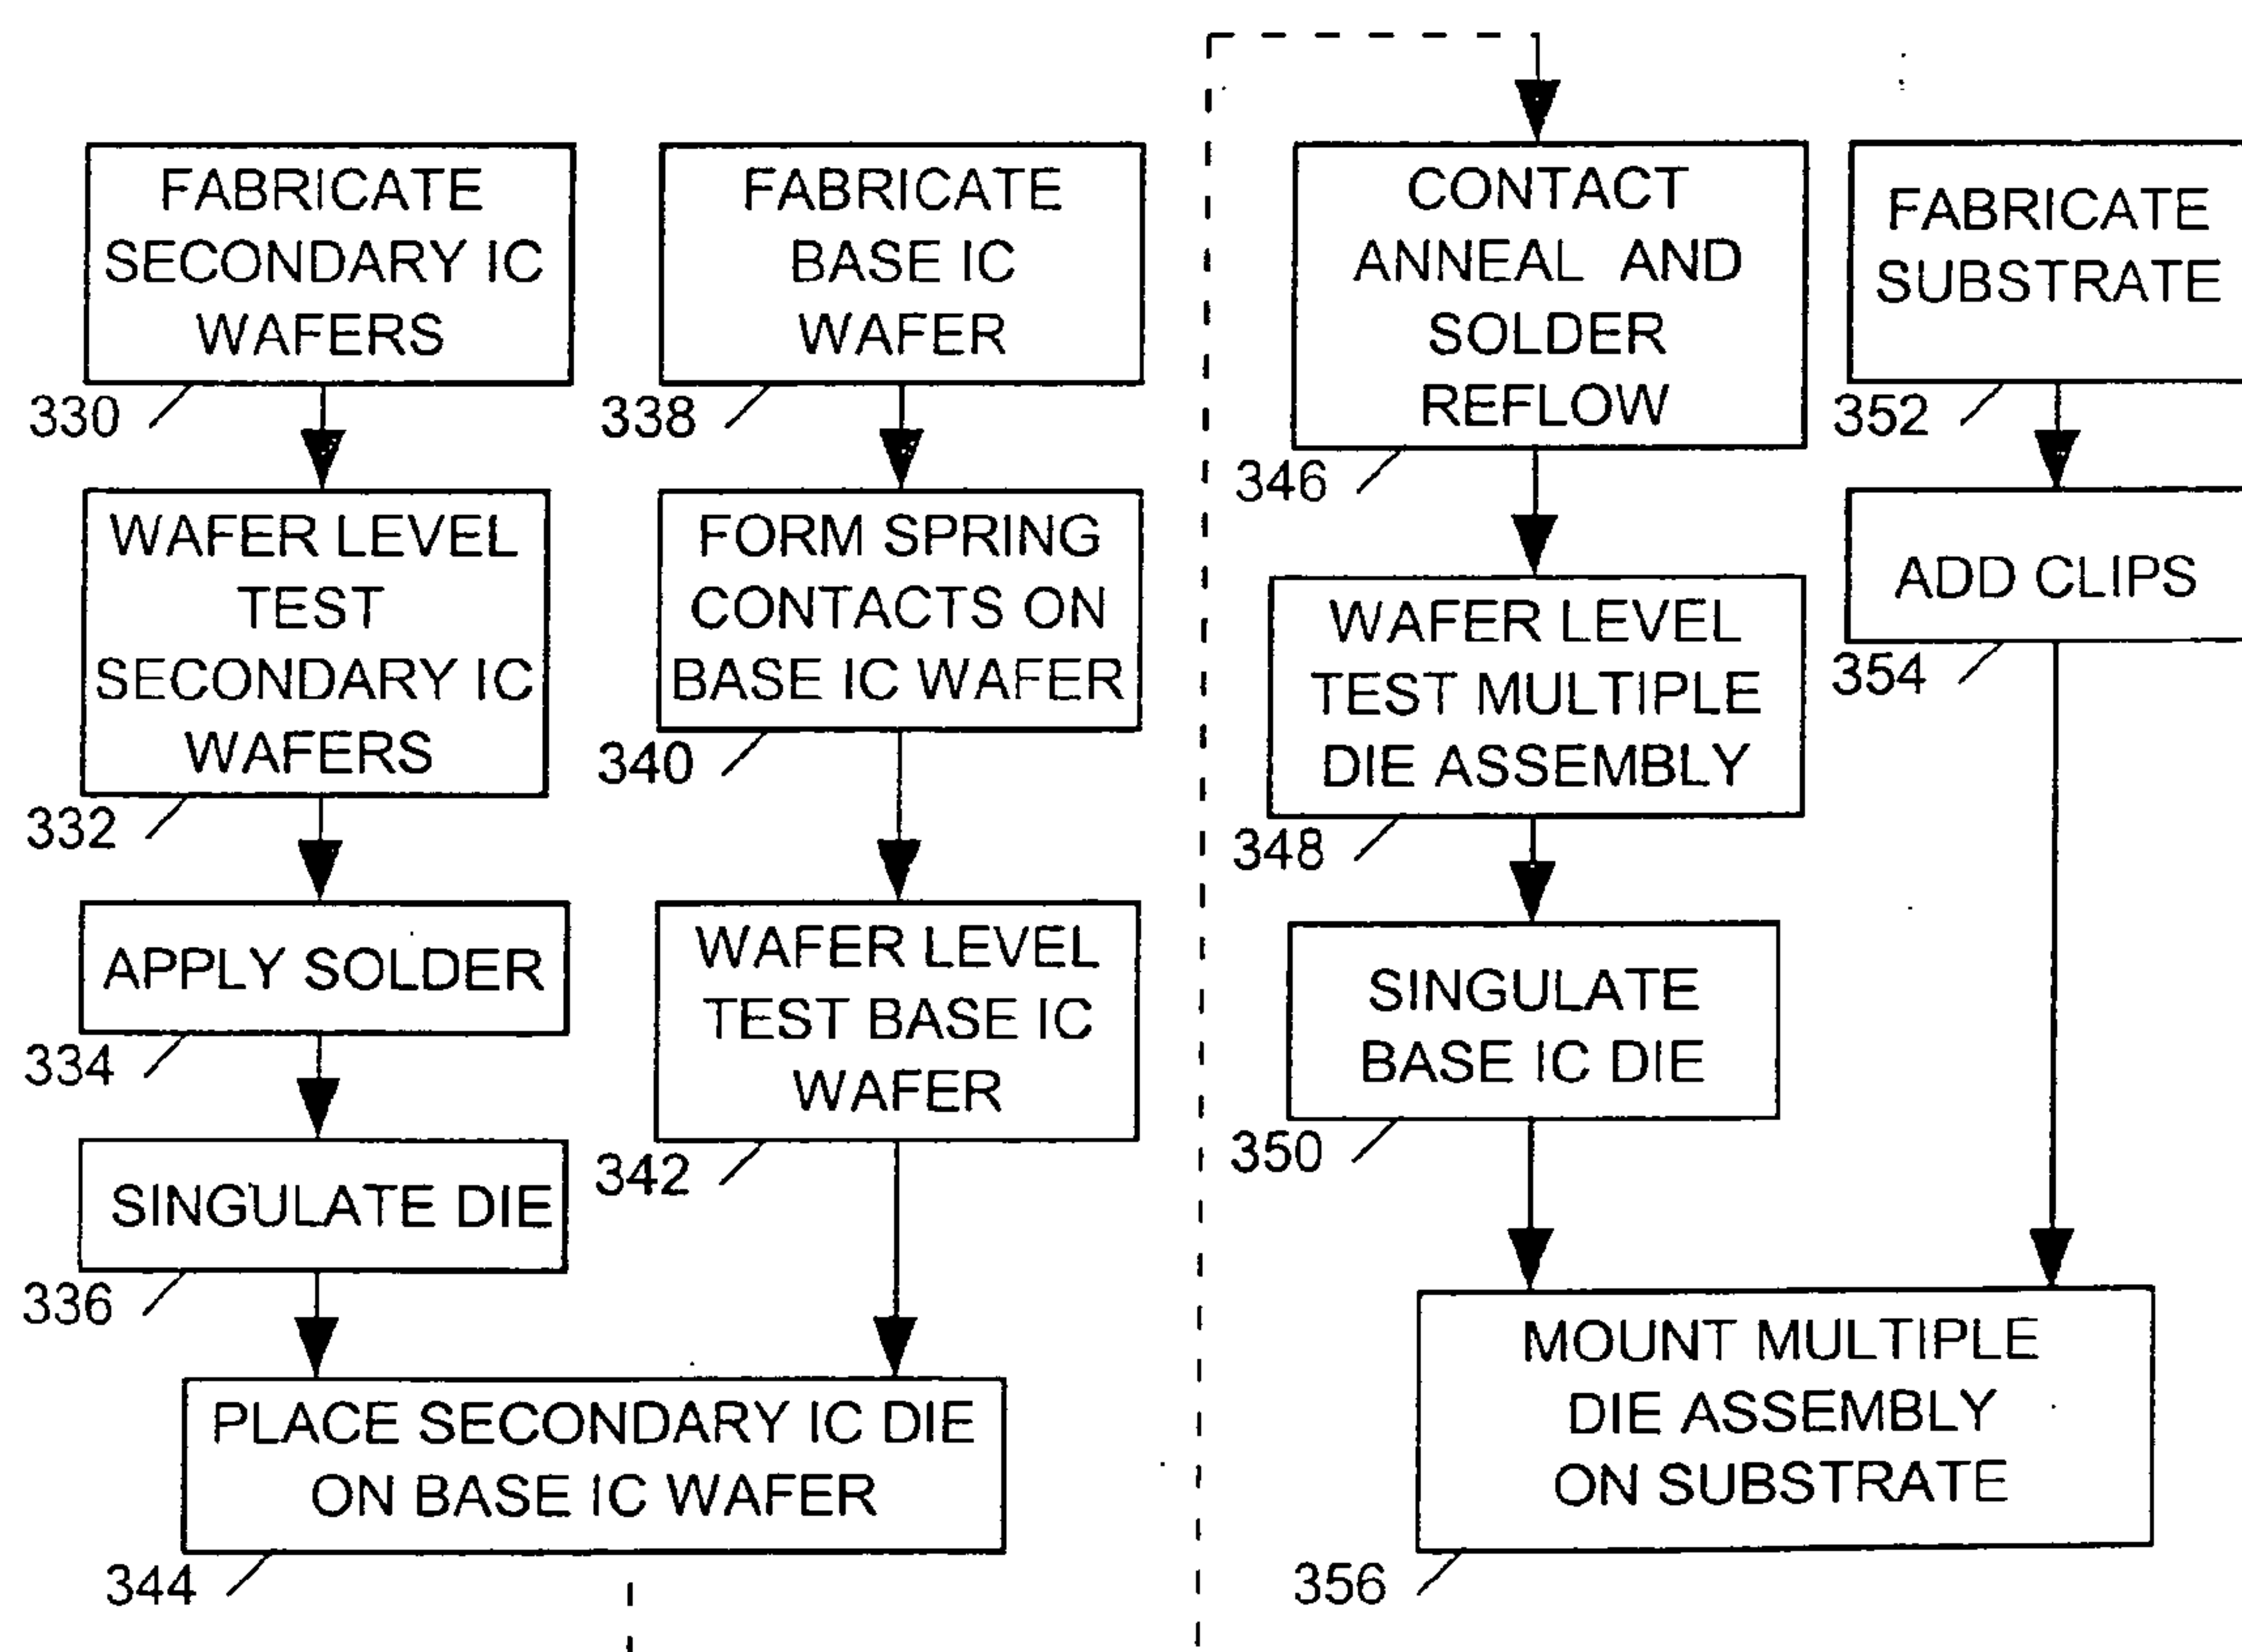 FABRICATE
SECONDARY IC
WAFERS
330
WAFER LEVEL
TEST
SECONDARY IC
WAFERS
332
APPLY SOLDER
334
SINGULATE DIE
336
FABRICATE
BASE IC
WAFER
338
FORM SPRING
CONTACTS ON
BASE IC WAFER
340
WAFER LEVEL
TEST BASE IC
WAFER
342
PLACE SECONDARY IC DIE
ON BASE IC WAFER
344
CONTACT
ANNEAL AND
SOLDER
REFLOW
346
WAFER LEVEL
TEST MULTIPLE
DIE ASSEMBLY
348
SINGULATE
BASE IC DIE
350
FABRICATE
SUBSTRATE
352
ADD CLIPS
354
MOUNT MULTIPLE
DIE ASSEMBLY
ON SUBSTRATE
356